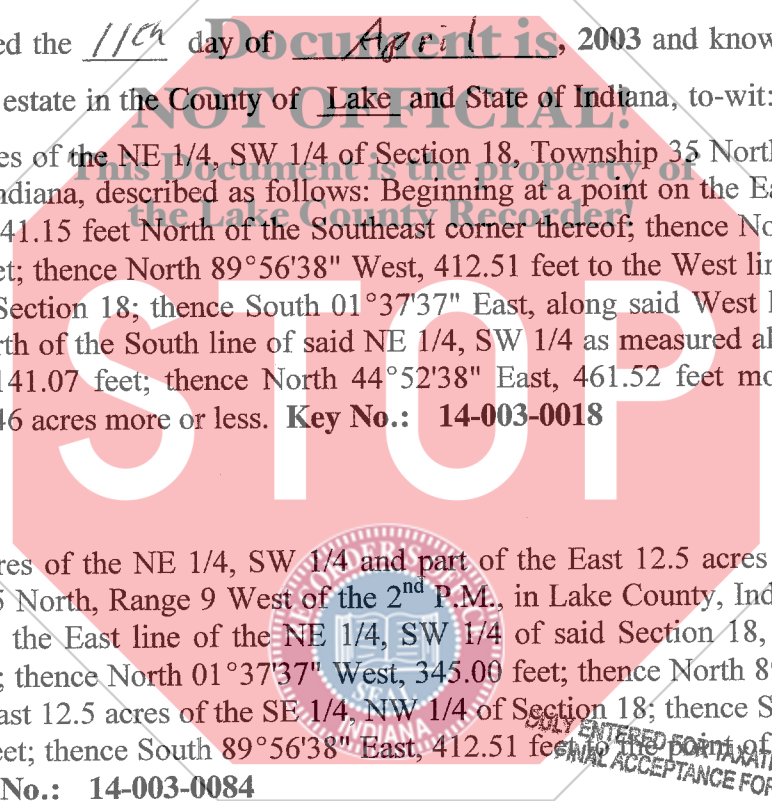 ed the 11th day of April, 2003 and know
estate in the County of Lake and State of Indiana, to-wit:
es of the NE 1/4, SW 1/4 of Section 18, Township 35 North
ndiana, described as follows: Beginning at a point on the Ea
41.15 feet North of the Southeast corner thereof; thence No
et; thence North 89°56'38" West, 412.51 feet to the West lin
Section 18; thence South 01°37'37" East, along said West l
rth of the South line of said NE 1/4, SW 1/4 as measured al
141.07 feet; thence North 44°52'38" East, 461.52 feet mo
46 acres more or less. Key No.: 14-003-0018
res of the NE 1/4, SW 1/4 and part of the East 12.5 acres
5 North, Range 9 West of the 2nd P.M., in Lake County, Ind
the East line of the NE 1/4, SW 1/4 of said Section 18,
; thence North 01°37'37" West, 345.00 feet; thence North 8
ast 12.5 acres of the SE 1/4, NW 1/4 of Section 18; thence S
eet; thence South 89°56'38" East, 412.51 feet to the point of
No.: 14-003-0084
Document is
NOT OFFICIAL!
This Document is the property of
the Lake County Recorder!
STOP
SEAL
INDIANA
DULY ENTERED FOR TAXATI
FINAL ACCEPTANCE FOR